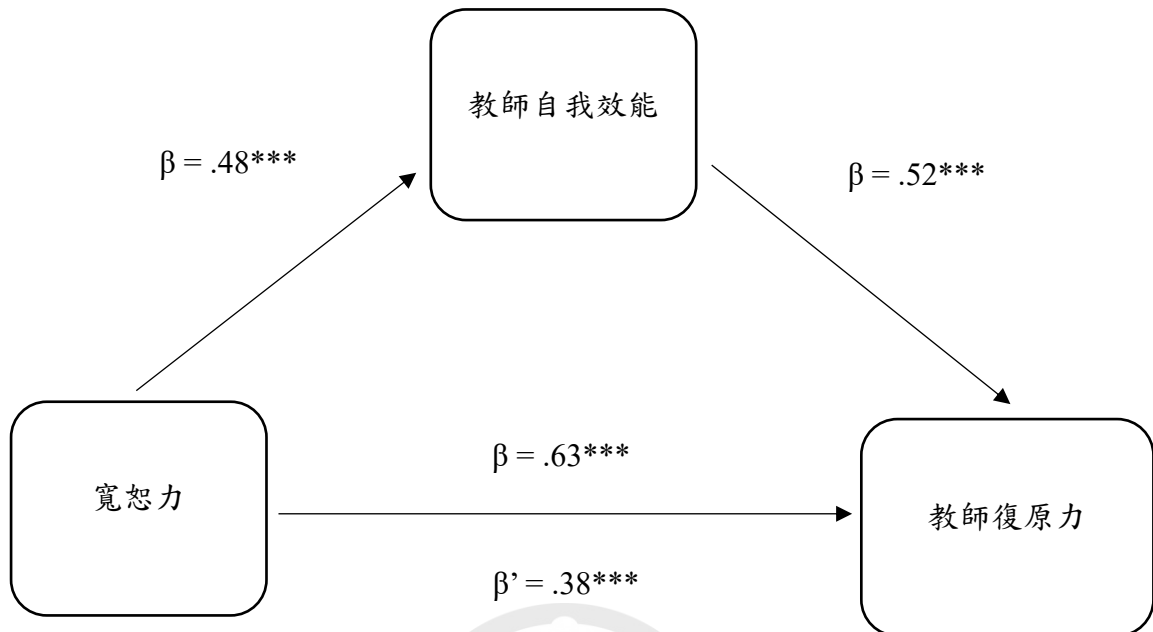 教師自我效能
β = .48***
β = .52***
β = .63***
寬恕力
教師復原力
β’ = .38***